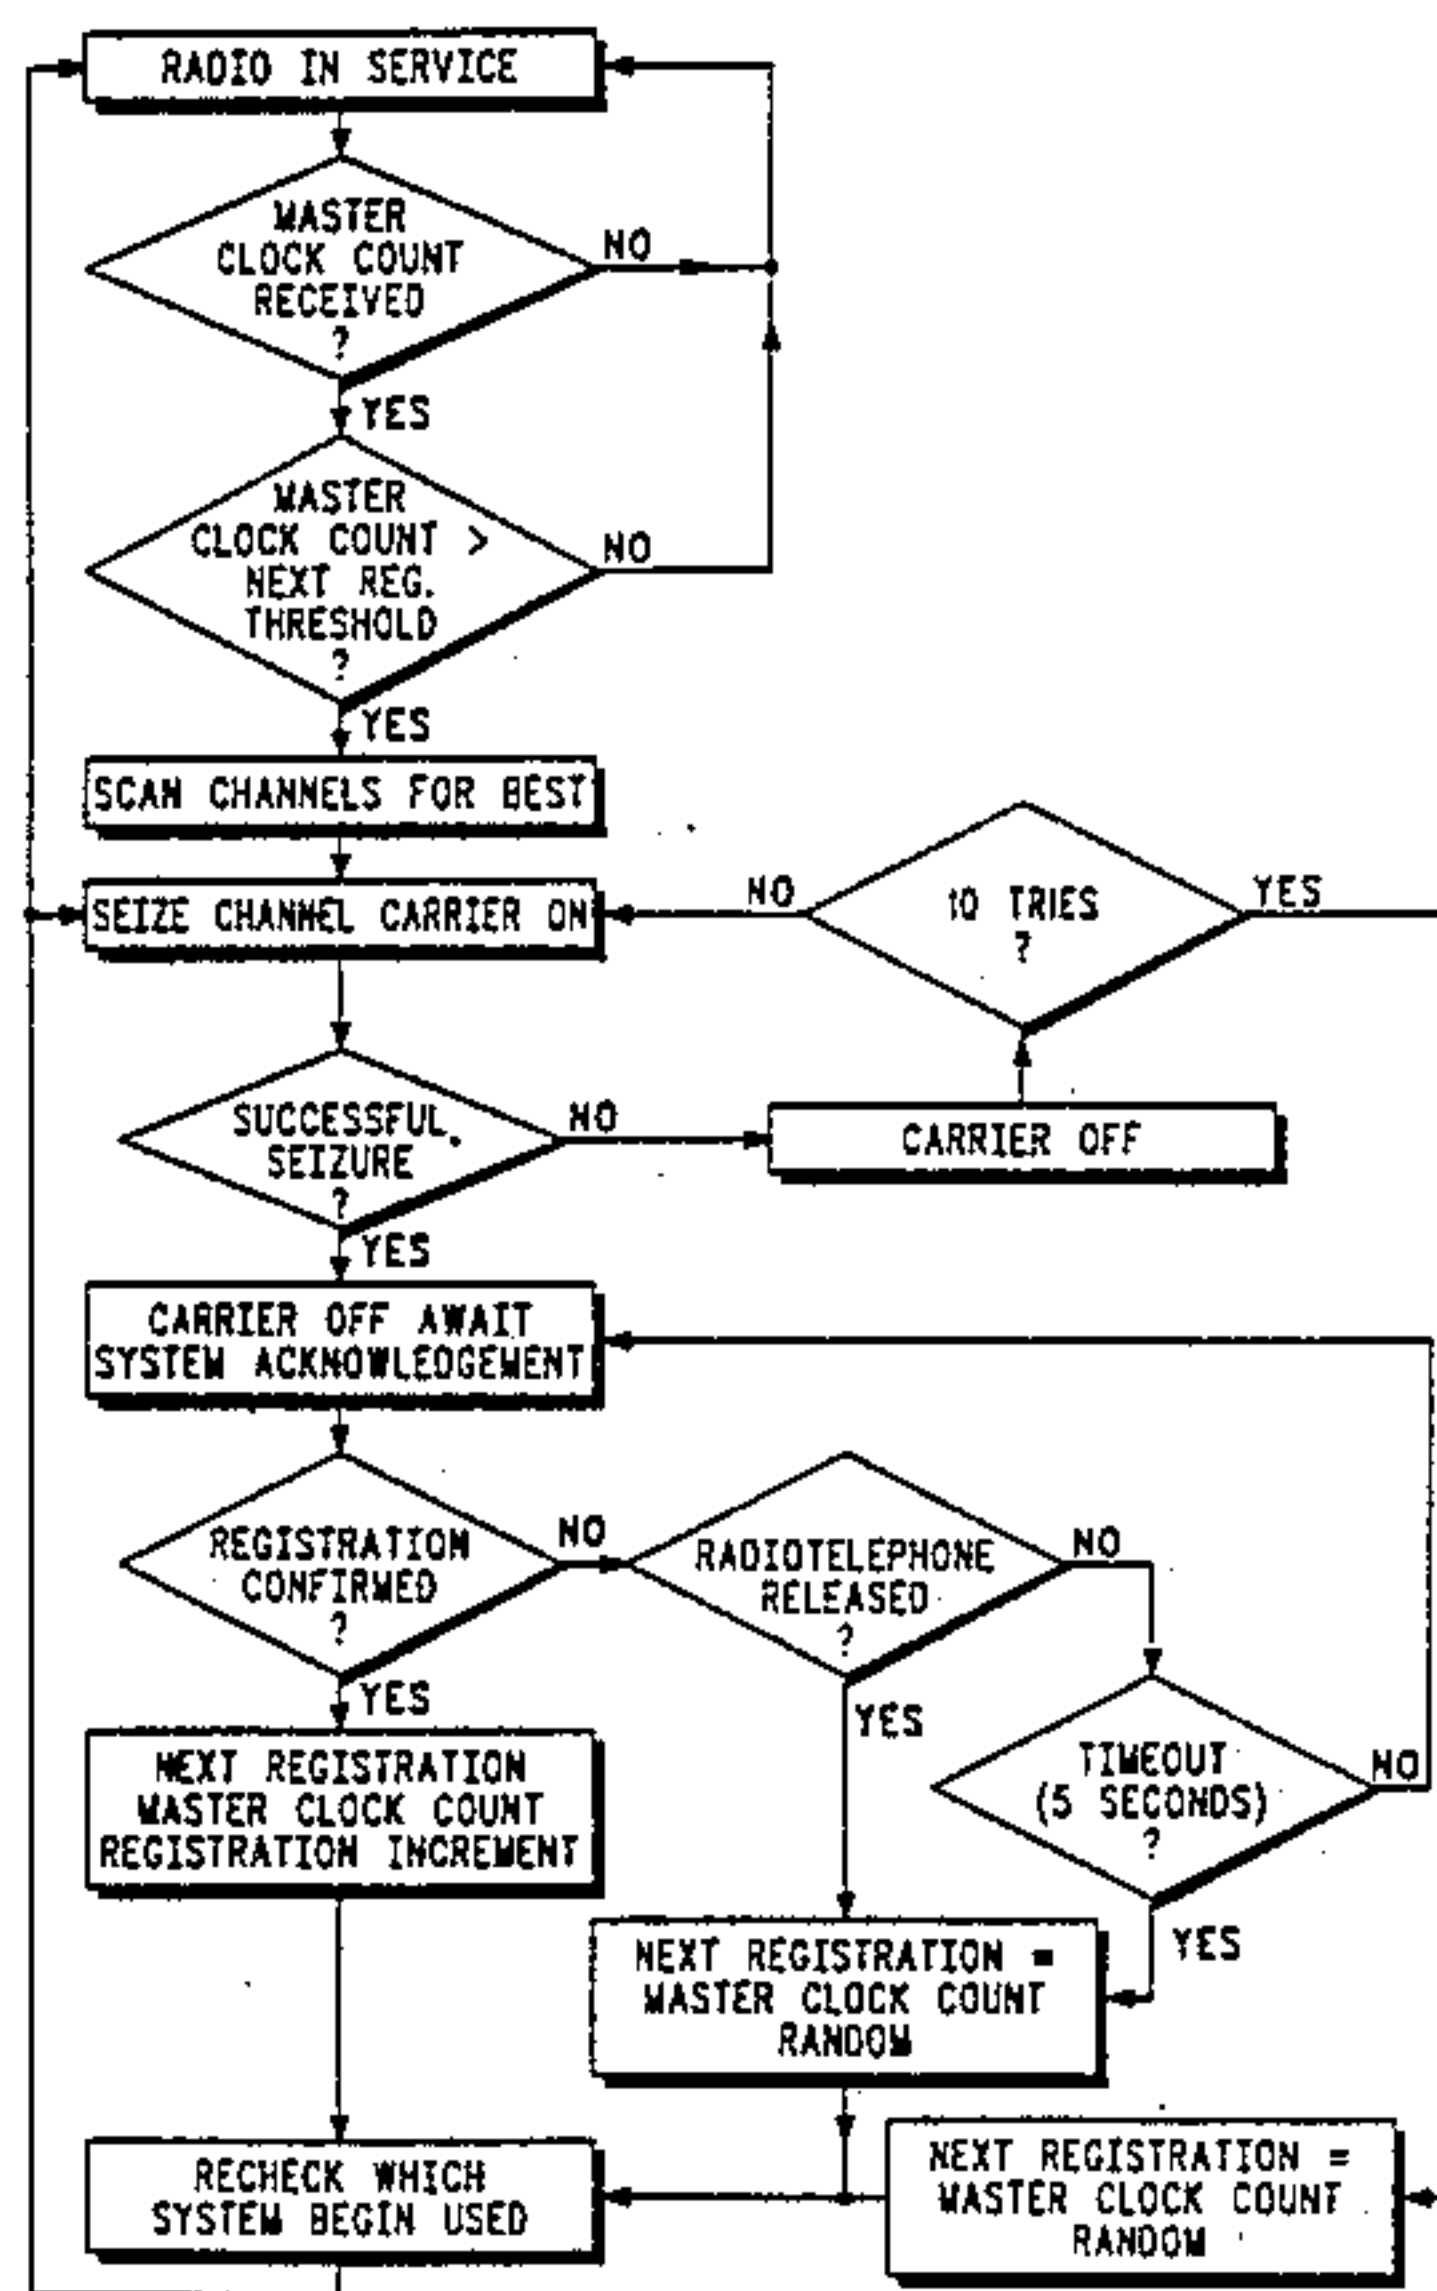 RADIO IN SERVICE
MASTER
CLOCK COUNT
RECEIVED
?
NO
YES
MASTER
CLOCK COUNT >
NEXT REG.
THRESHOLD
?
NO
YES
SCAN CHANNELS FOR BEST
SEIZE CHANNEL CARRIER ON
NO
10 TRIES
?
YES
SUCCESSFUL
SEIZURE
?
NO
CARRIER OFF
YES
CARRIER OFF AWAIT
SYSTEM ACKNOWLEDGEMENT
REGISTRATION
CONFIRMED
?
NO
RADIOTELEPHONE
RELEASED
?
NO
YES
YES
NEXT REGISTRATION
MASTER CLOCK COUNT
REGISTRATION INCREMENT
TIMEOUT
(5 SECONDS)
?
NO
YES
NEXT REGISTRATION =
MASTER CLOCK COUNT
RANDOM
RECHECK WHICH
SYSTEM BEGIN USED
NEXT REGISTRATION =
MASTER CLOCK COUNT
RANDOM